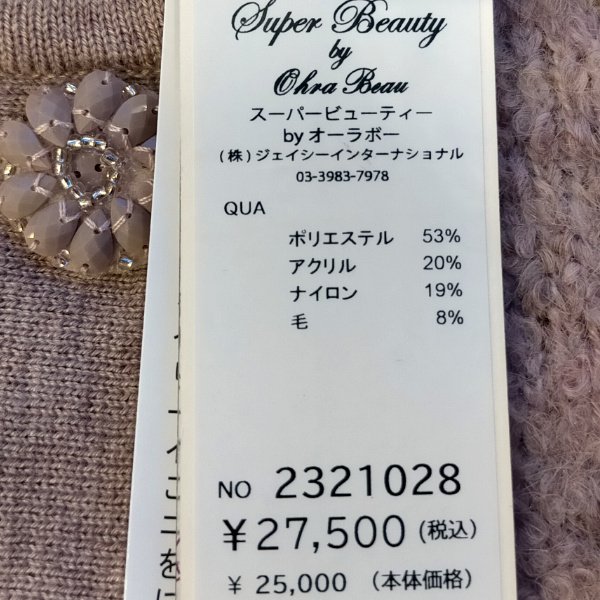 Super Beauty
by
Ohra Beau
スーパービューティー
by オーラボー
(株)ジェイシーインターナショナル
03-3983-7978
QUA
ポリエステル 53%
アクリル 20%
ナイロン 19%
毛 8%
NO 2321028
¥27,500(税込)
¥ 25,000 (本体価格)